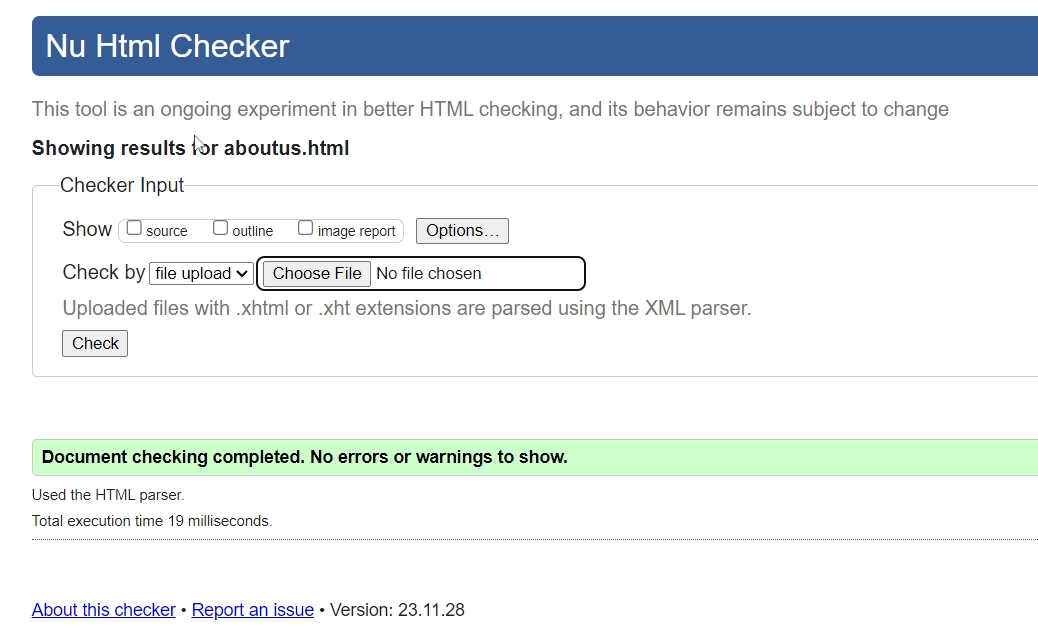 Nu Html Checker
This tool is an ongoing experiment in better HTML checking, and its behavior remains subject to change
Showing results for aboutus.html
Checker Input
Show source outline image report Options...
Check by file upload Choose File No file chosen
Uploaded files with .xhtml or .xht extensions are parsed using the XML parser.
Check
Document checking completed. No errors or warnings to show.
Used the HTML parser.
Total execution time 19 milliseconds.
About this checker • Report an issue • Version: 23.11.28